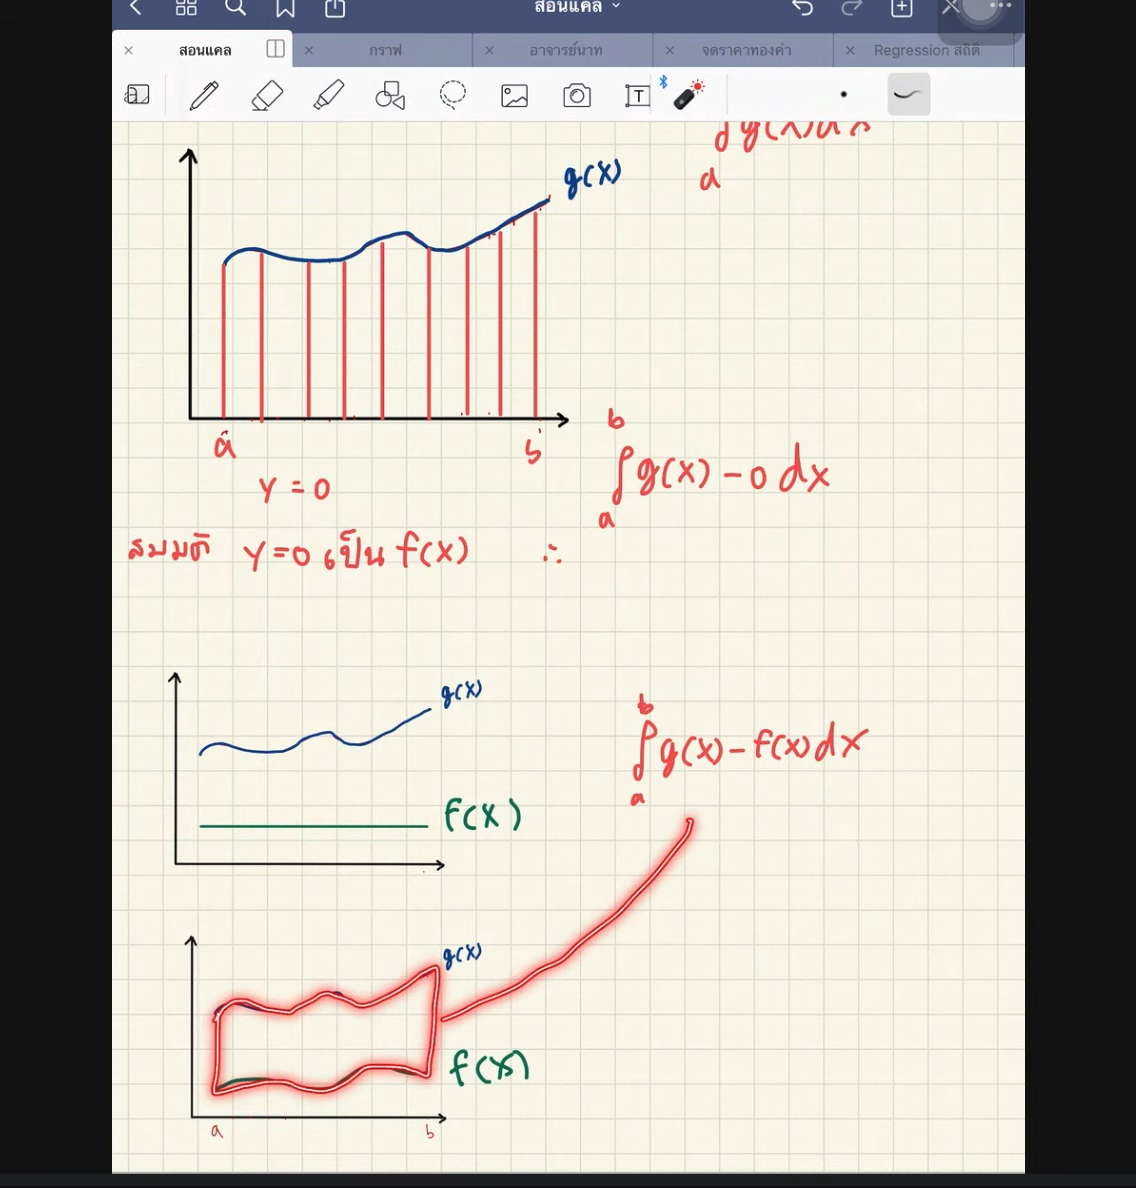 สอนแคล
สอนแคล
กราฟ
อาจารย์นาท
จดราคาทองคำ
Regression สถิติ
T
∫g(x)dx
a
g(x)
a
b
b
∫g(x) - 0 dx
a
y = 0
สมมติ y=0 เป็น f(x) ∴
g(x)
b
∫g(x) - f(x)dx
a
f(x)
g(x)
f(x)
a
b